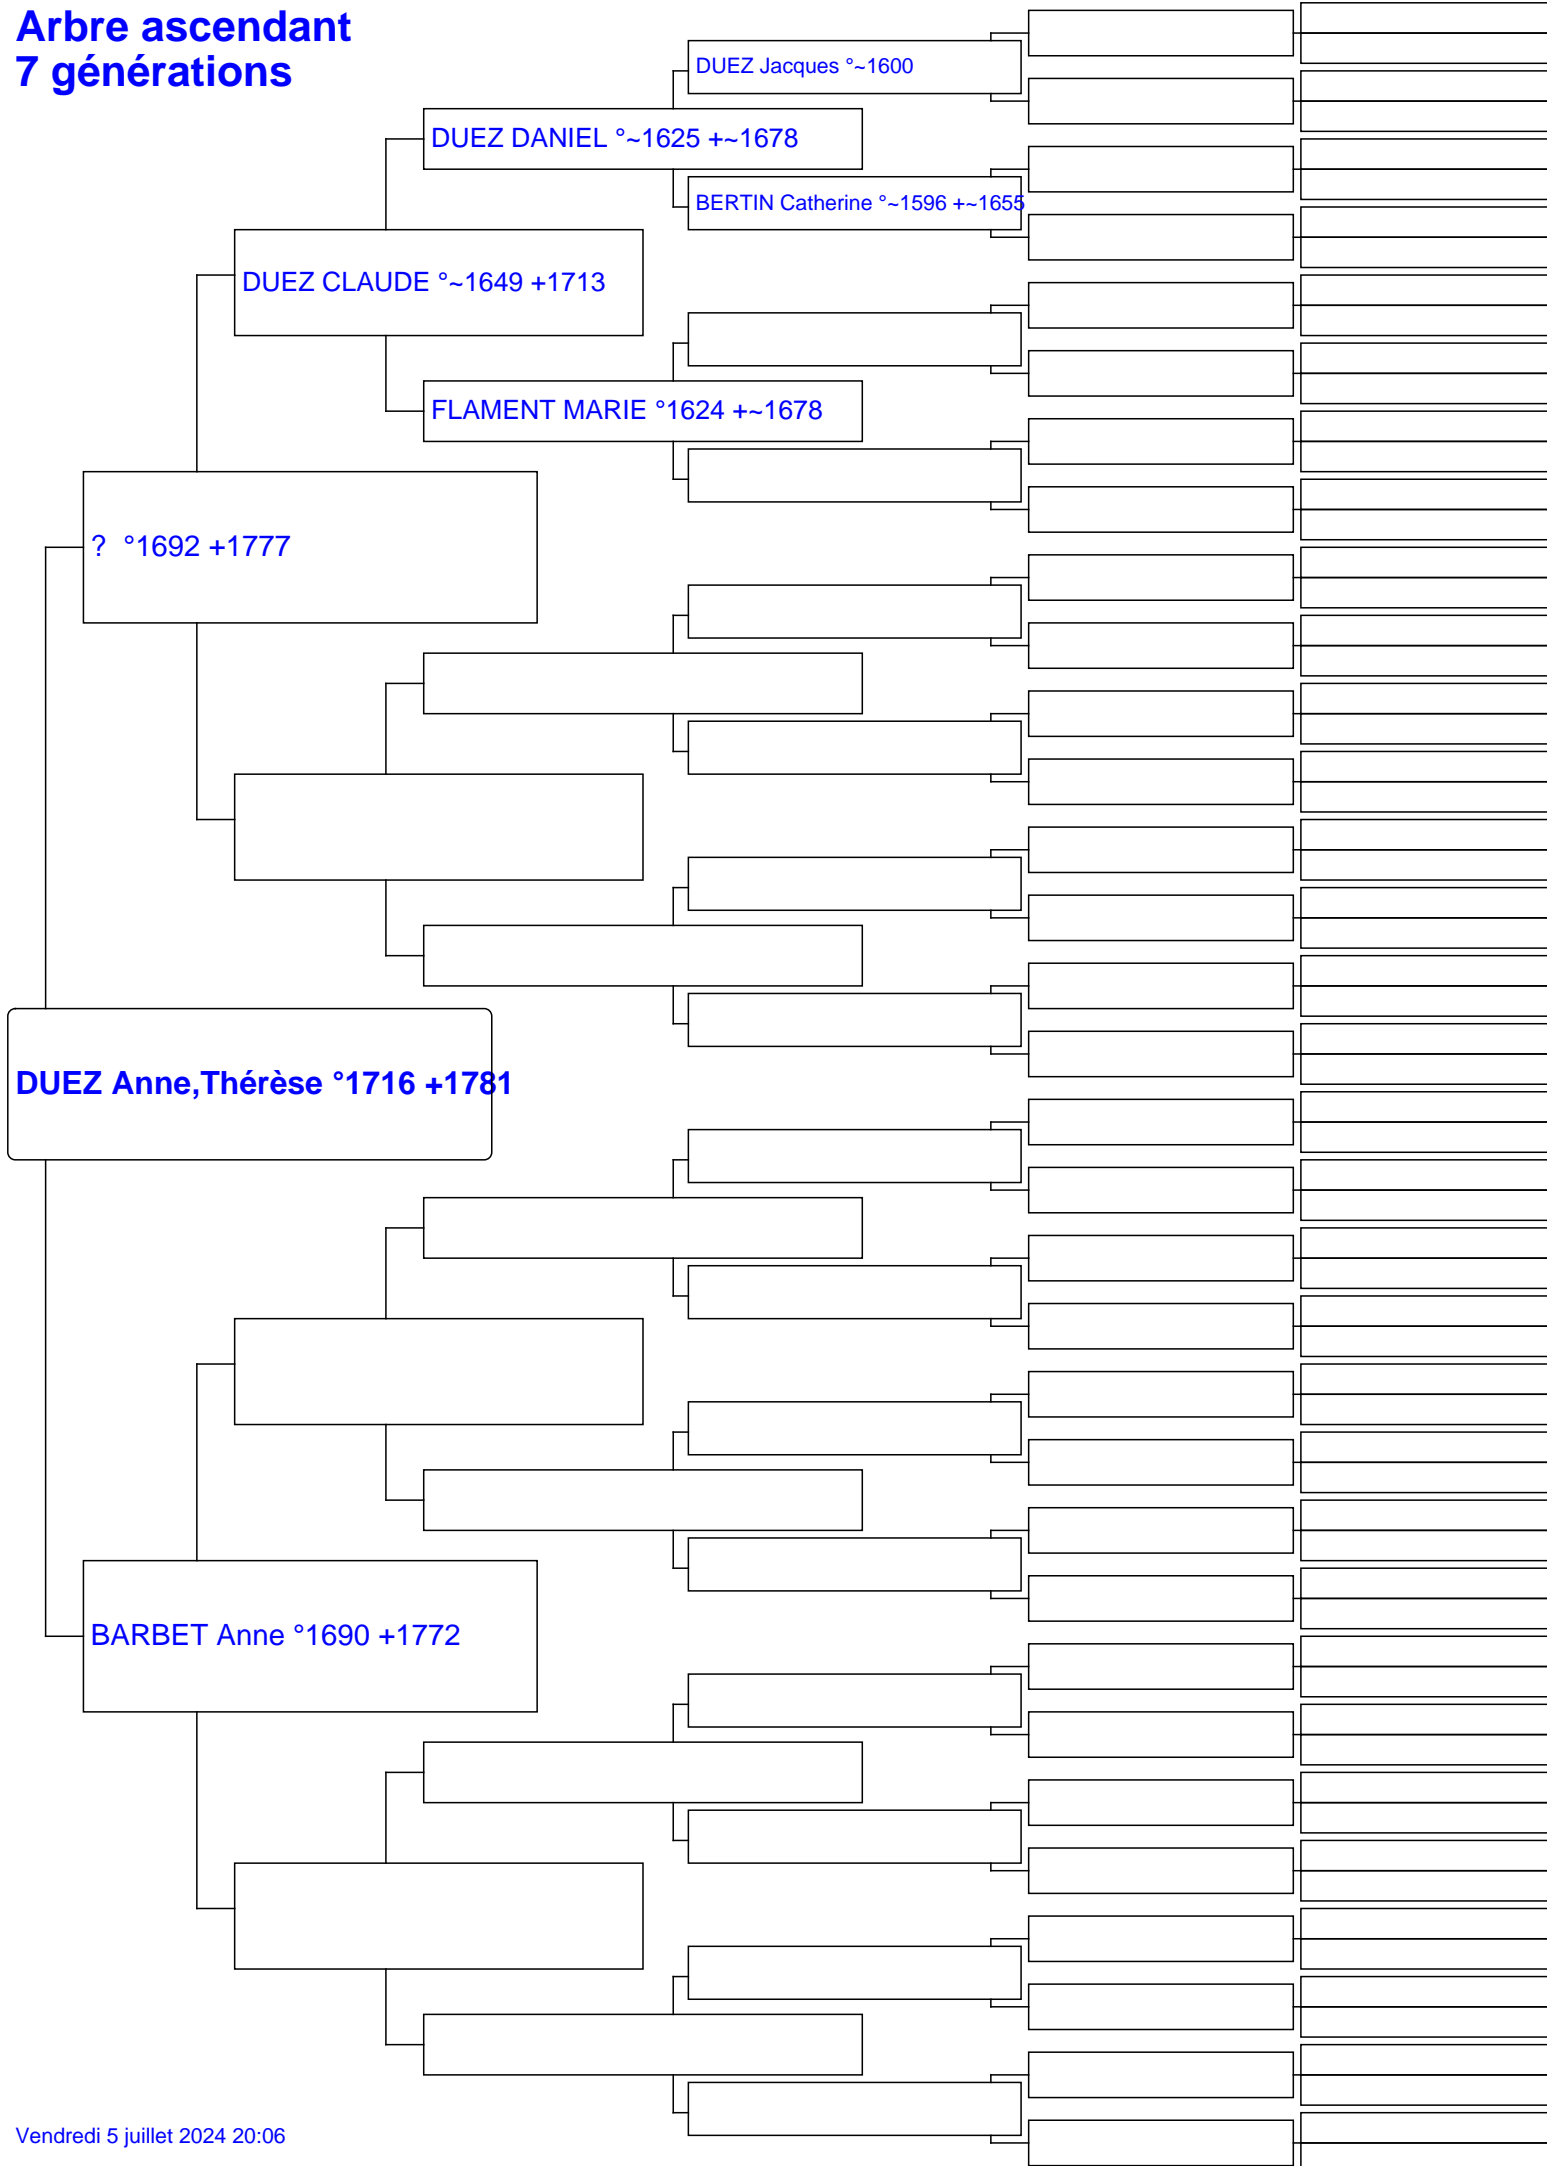 Arbre ascendant
7 générations
DUEZ Jacques °~1600
DUEZ DANIEL °~1625 +~1678
BERTIN Catherine °~1596 +~1655
DUEZ CLAUDE °~1649 +1713
FLAMENT MARIE °1624 +~1678
? °1692 +1777
DUEZ Anne,Thérèse °1716 +1781
BARBET Anne °1690 +1772
Vendredi 5 juillet 2024 20:06